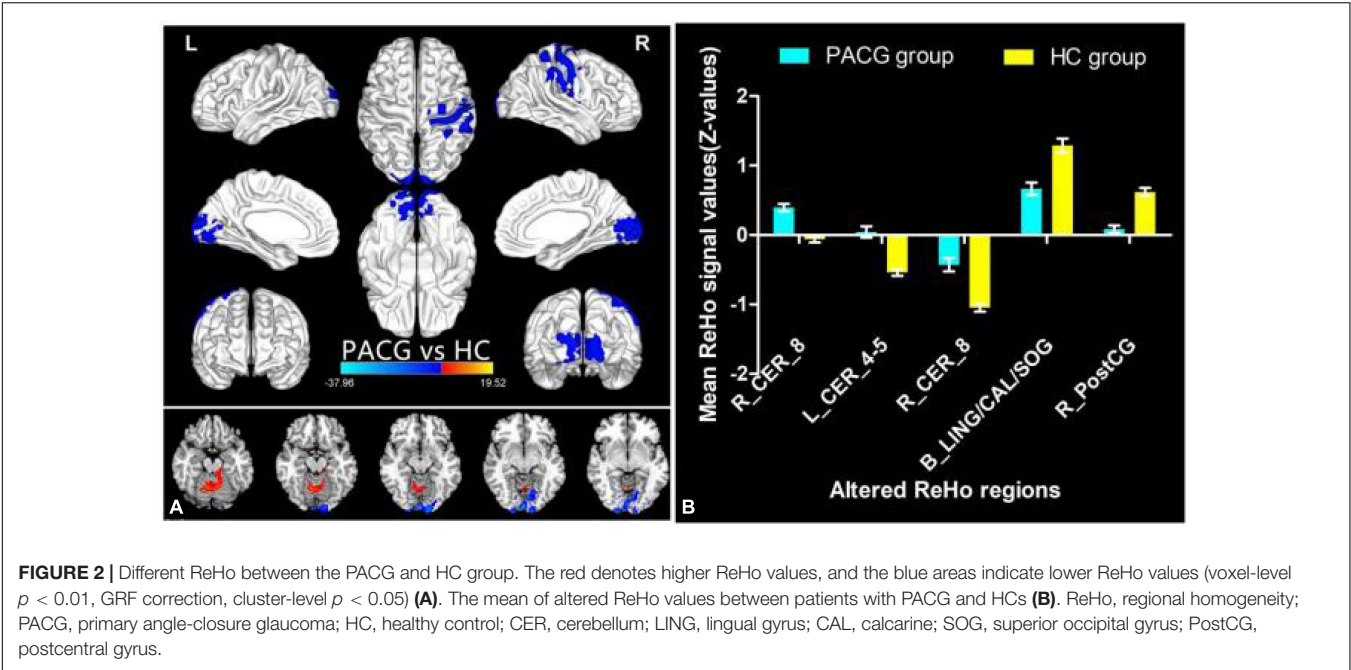 L
R
PACG vs HC
-37.96
19.52
A
PACG group
HC group
Mean ReHo signal values(Z-values)
2
1
0
-1
-2
R_CER_8
L_CER_4-5
R_CER_8
B_LING/CAL/SOG
R_PostCG
Altered ReHo regions
B
FIGURE 2 | Different ReHo between the PACG and HC group. The red denotes higher ReHo values, and the blue areas indicate lower ReHo values (voxel-level
p < 0.01, GRF correction, cluster-level p < 0.05) (A). The mean of altered ReHo values between patients with PACG and HCs (B). ReHo, regional homogeneity;
PACG, primary angle-closure glaucoma; HC, healthy control; CER, cerebellum; LING, lingual gyrus; CAL, calcarine; SOG, superior occipital gyrus; PostCG,
postcentral gyrus.